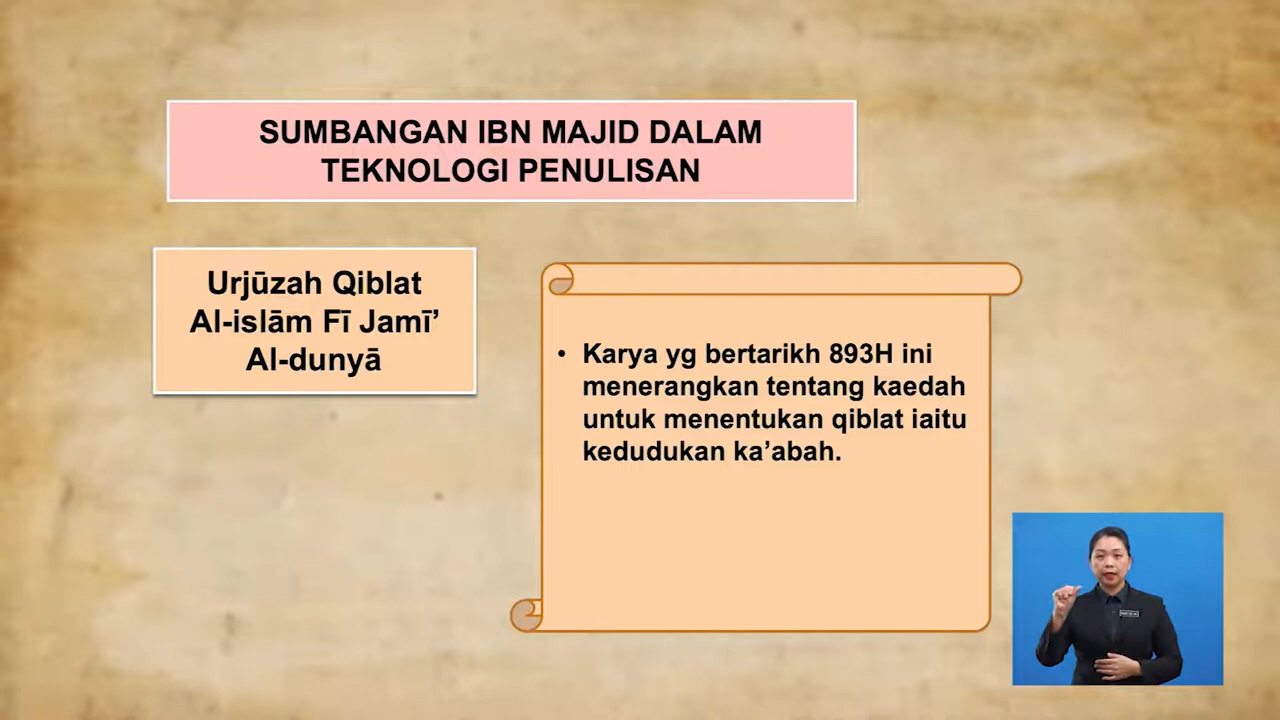 SUMBANGAN IBN MAJID DALAM
TEKNOLOGI PENULISAN
Urjūzah Qiblat
Al-islām Fī Jamī’
Al-dunyā
• Karya yg bertarikh 893H ini
menerangkan tentang kaedah
untuk menentukan qiblat iaitu
kedudukan ka’abah.